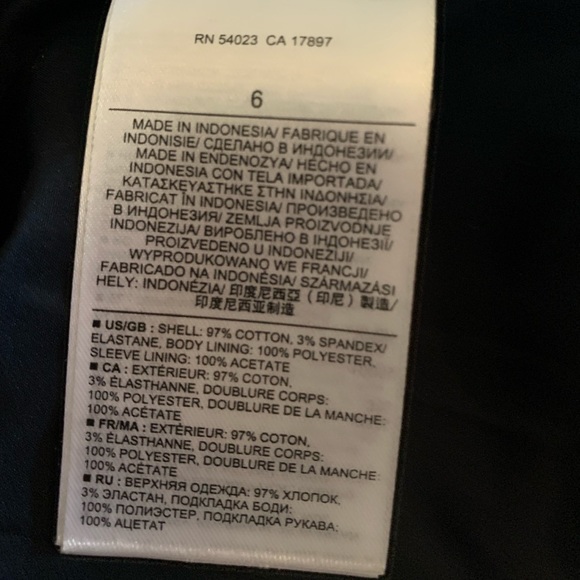 RN 54023 CA 17897
6
MADE IN INDONESIA/ FABRIQUE EN
INDONISIE/ СДЕЛАНО В ИНДОНЕЗИИ/
MADE IN ENDENOZYA/ HECHO EN
INDONESIA CON TELA IMPORTADA/
ΚΑΤΑΣΚΕΥΑΣΤΗΚΕ ΣΤΗΝ ΙΝΔΟΝΗΣΙΑ/
FABRICAT ÎN INDONESIA/ ПРОИЗВЕДЕНО
В ИНДОНЕЗИЯ/ ZEMLJA PROIZVODNJE
INDONEZIJA/ ВИРОБЛЕНО В ІНДОНЕЗІЇ/
PROIZVEDENO U INDONEZIJI/
WYPRODUKOWANO WE FRANCJI/
FABRICADO NA INDONÉSIA/ SZÁRMAZÁSI
HELY: INDONÉZIA/ 印度尼西亞（印尼）製造/
印度尼西亚制造
■ US/GB : SHELL: 97% COTTON, 3% SPANDEX/
ELASTANE, BODY LINING: 100% POLYESTER,
SLEEVE LINING: 100% ACETATE
■ CA : EXTÉRIEUR: 97% COTON,
3% ÉLASTHANNE, DOUBLURE CORPS:
100% POLYESTER, DOUBLURE DE LA MANCHE:
100% ACÉTATE
■ FR/MA : EXTÉRIEUR: 97% COTON,
3% ÉLASTHANNE, DOUBLURE CORPS:
100% POLYESTER, DOUBLURE DE LA MANCHE:
100% ACÉTATE
■ RU : ВЕРХНЯЯ ОДЕЖДА: 97% ХЛОПОК,
3% ЭЛАСТАН, ПОДКЛАДКА БОДИ:
100% ПОЛИЭСТЕР, ПОДКЛАДКА РУКАВА:
100% АЦЕТАТ